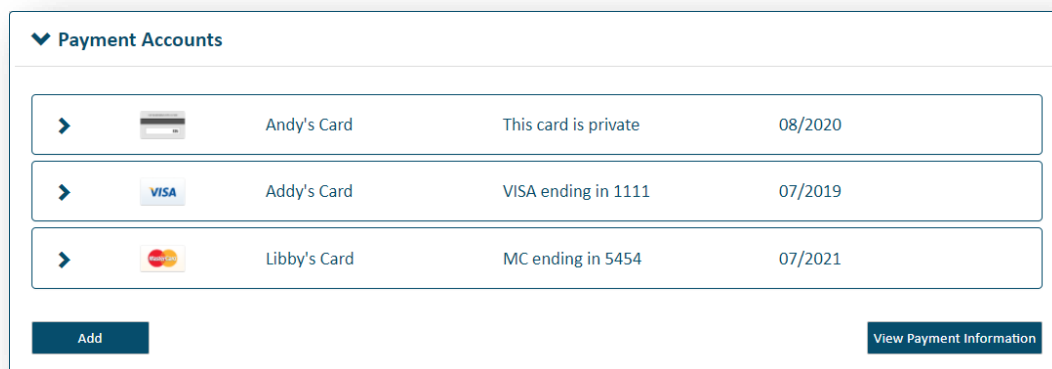 Payment Accounts
Andy's Card This card is private 08/2020
VISA Addy's Card VISA ending in 1111 07/2019
MasterCard Libby's Card MC ending in 5454 07/2021
Add View Payment Information